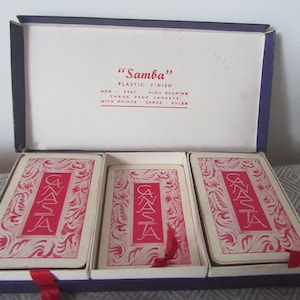 "Samba"
PLASTIC FINISH
NEW - FAST - HIGH SCORING
THREE PACK CANASTA
WITH POINTS - CARDS - RULES
CANASTA
CANASTA
CANASTA